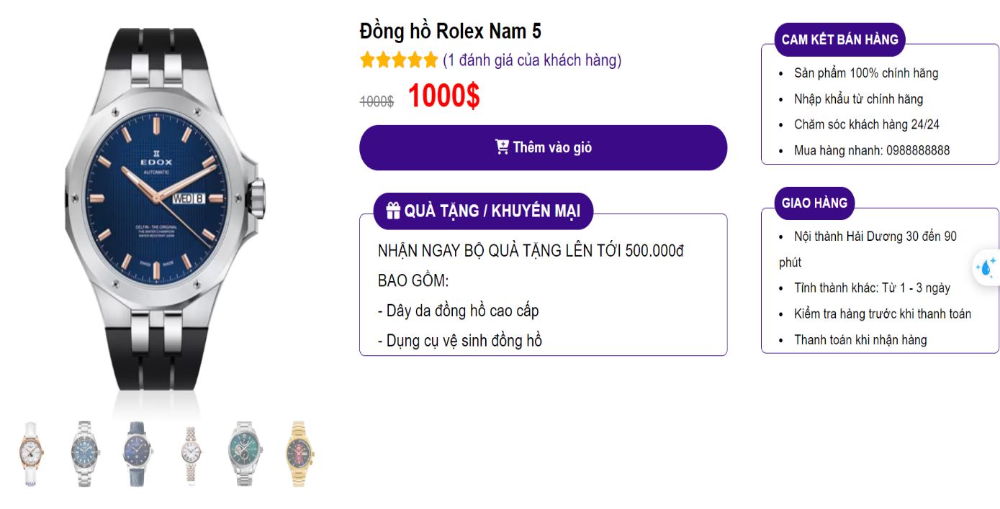 Đồng hồ Rolex Nam 5
(1 đánh giá của khách hàng)
1000$ 1000$
Thêm vào giỏ
QUÀ TẶNG / KHUYẾN MẠI
NHẬN NGAY BỘ QUÀ TẶNG LÊN TỚI 500.000đ
BAO GỒM:
- Dây da đồng hồ cao cấp
- Dụng cụ vệ sinh đồng hồ
CAM KẾT BÁN HÀNG
• Sản phẩm 100% chính hãng
• Nhập khẩu từ chính hãng
• Chăm sóc khách hàng 24/24
• Mua hàng nhanh: 0988888888
GIAO HÀNG
• Nội thành Hải Dương 30 đến 90
phút
• Tỉnh thành khác: Từ 1 - 3 ngày
• Kiểm tra hàng trước khi thanh toán
• Thanh toán khi nhận hàng
EDOX
AUTOMATIC
WED 8
DELFIN - THE ORIGINAL
THE WATER CHAMPION
WATER RESISTANT 200M
SWISS MADE